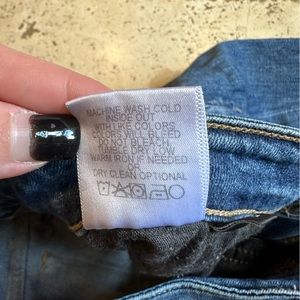 MACHINE WASH COLD
INSIDE OUT
WITH LIKE COLORS.
COLORS WILL BLEED
DO NOT BLEACH.
TUMBLE DRY LOW
WARM IRON IF NEEDED
OR
DRY CLEAN OPTIONAL